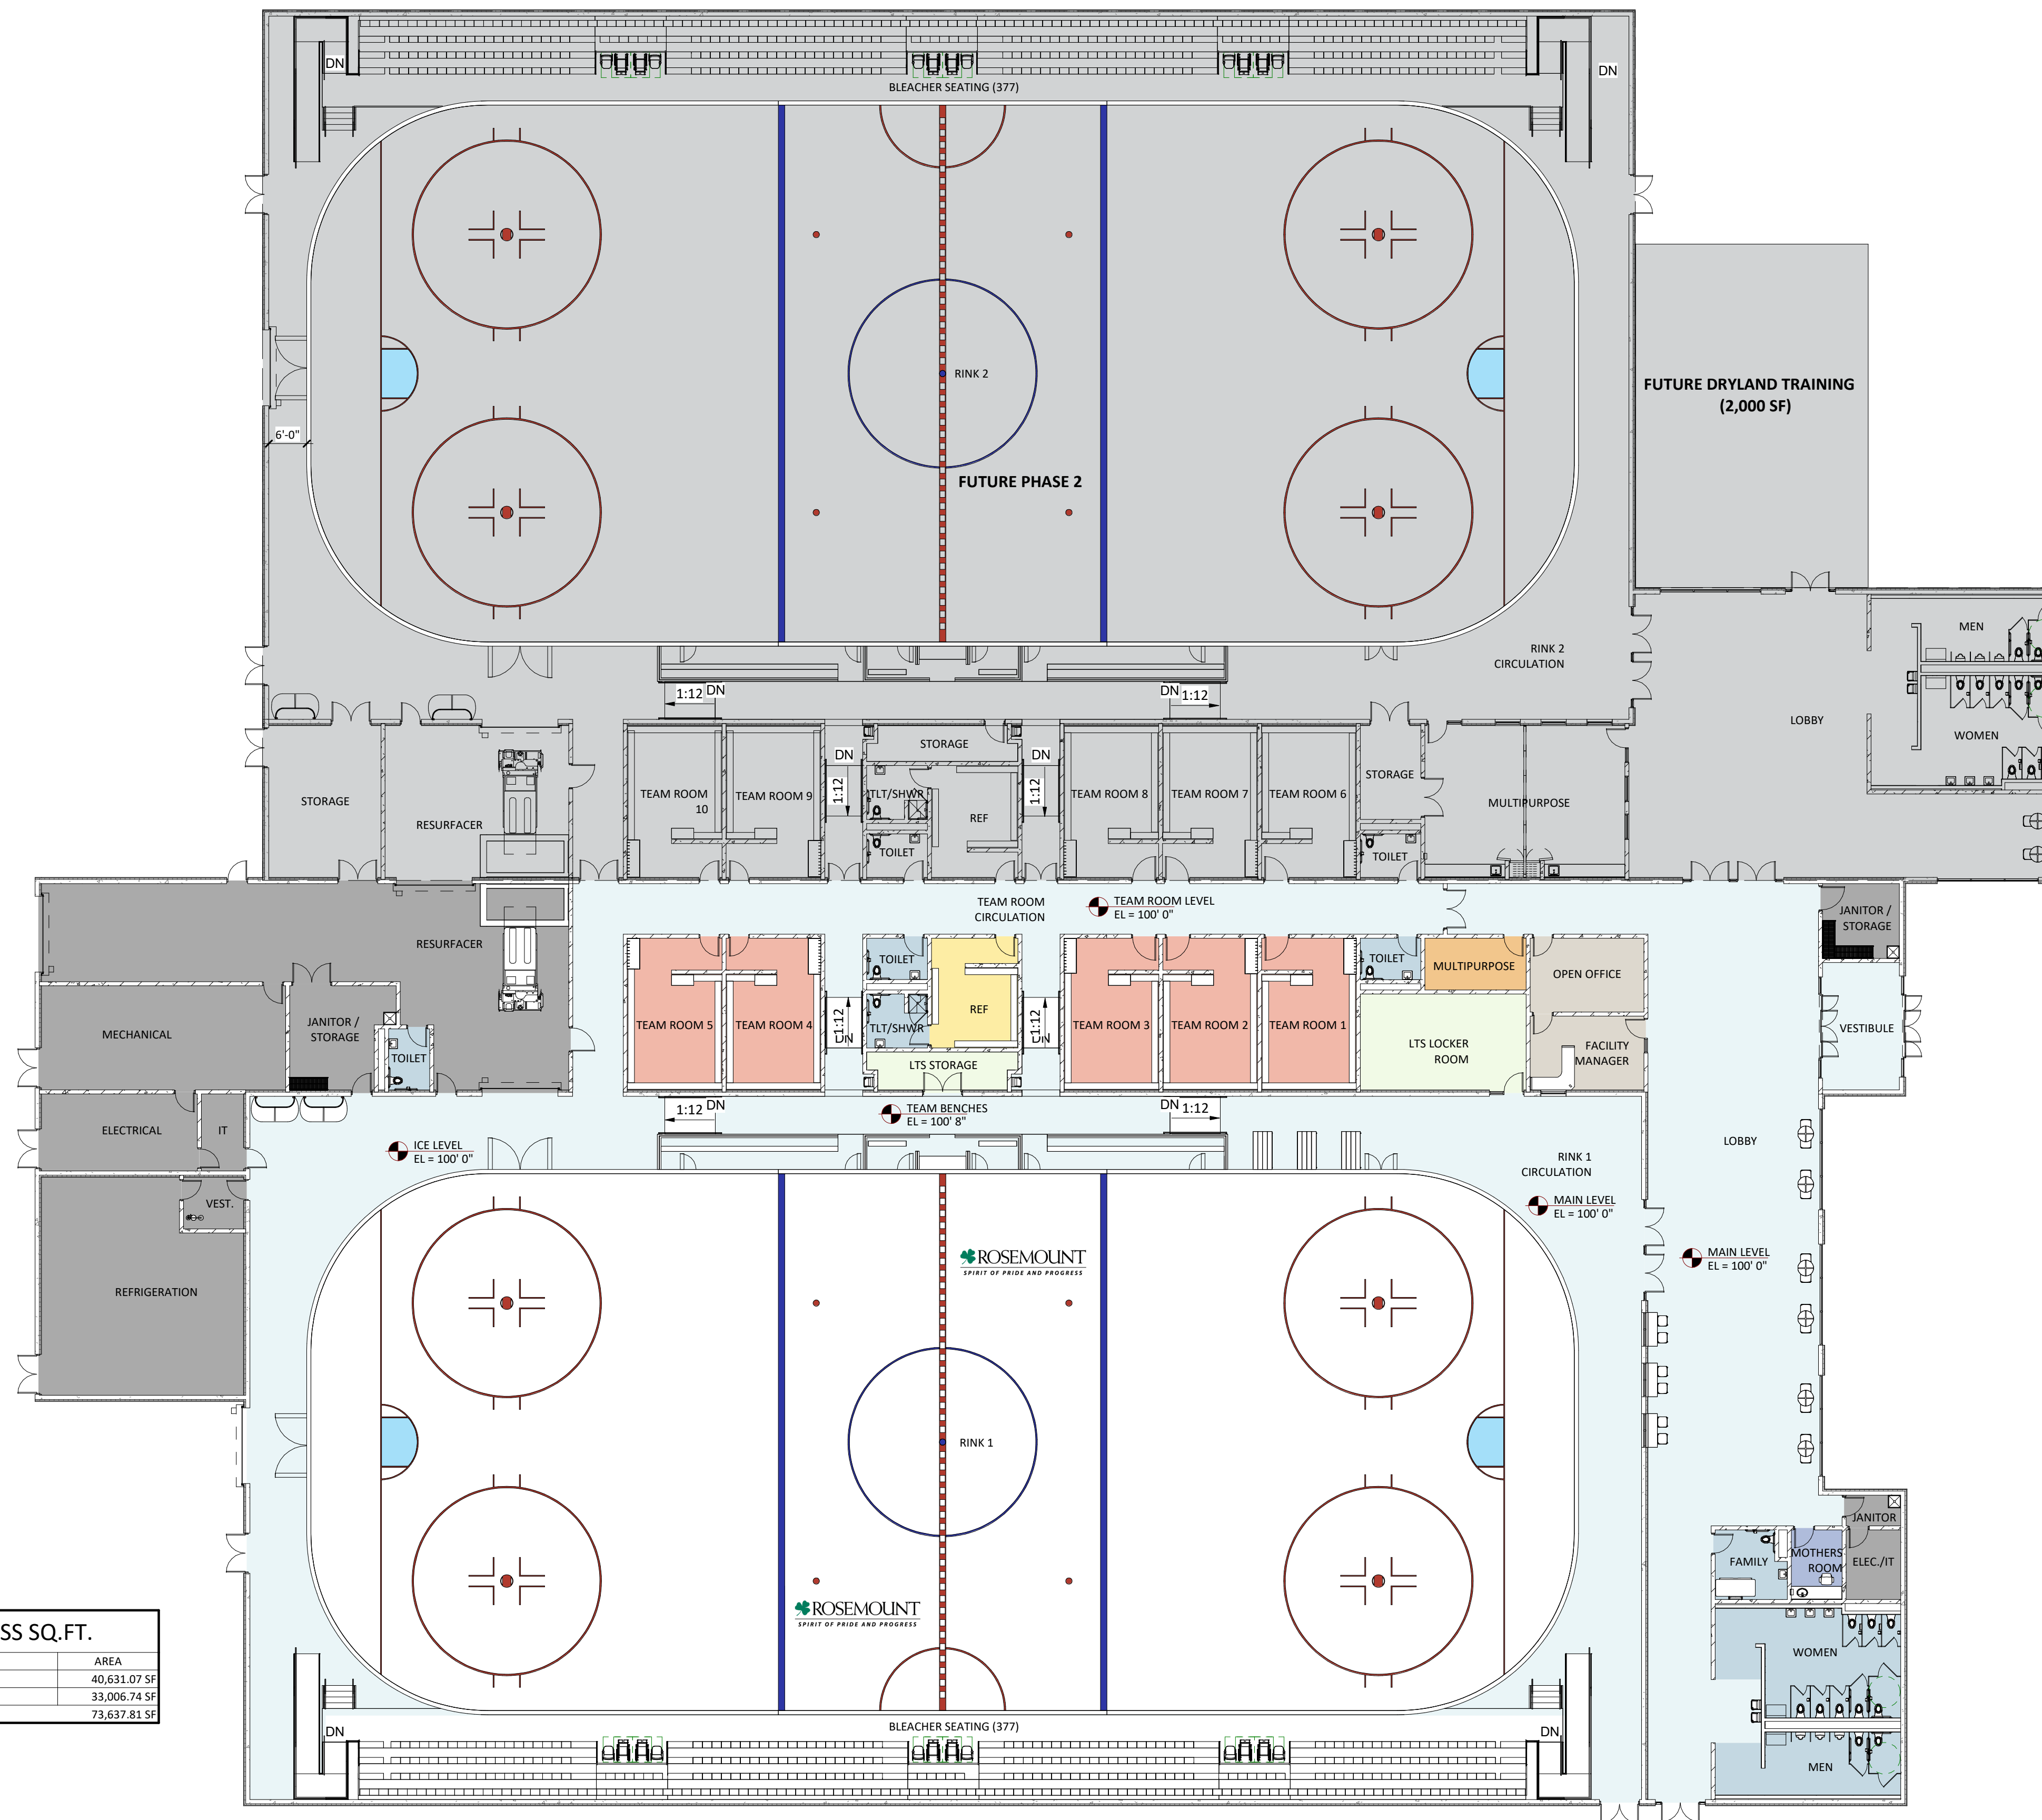 DN
DN
BLEACHER SEATING (377)
RINK 2
FUTURE DRYLAND TRAINING
(2,000 SF)
6'-0"
FUTURE PHASE 2
MEN
RINK 2
CIRCULATION
1:12 DN
DN 1:12
LOBBY
WOMEN
STORAGE
DN
DN
STORAGE
RESURFACER
TEAM ROOM
10
TEAM ROOM 9
1:12
TLT/SHWR
REF
1:12
TEAM ROOM 8
TEAM ROOM 7
TEAM ROOM 6
STORAGE
MULTIPURPOSE
TOILET
TOILET
TEAM ROOM
CIRCULATION
TEAM ROOM LEVEL
EL = 100' 0"
JANITOR /
STORAGE
RESURFACER
TOILET
TOILET
MULTIPURPOSE
OPEN OFFICE
MECHANICAL
JANITOR /
STORAGE
TOILET
TEAM ROOM 5
TEAM ROOM 4
1:12
DN
TLT/SHWR
REF
1:12
DN
TEAM ROOM 3
TEAM ROOM 2
TEAM ROOM 1
LTS LOCKER
ROOM
FACILITY
MANAGER
VESTIBULE
LTS STORAGE
1:12 DN
TEAM BENCHES
EL = 100' 8"
DN 1:12
ELECTRICAL
IT
ICE LEVEL
EL = 100' 0"
LOBBY
RINK 1
CIRCULATION
VEST.
MAIN LEVEL
EL = 100' 0"
ROSEMOUNT
SPIRIT OF PRIDE AND PROGRESS
MAIN LEVEL
EL = 100' 0"
REFRIGERATION
RINK 1
JANITOR
FAMILY
MOTHERS
ROOM
ELEC./IT
ROSEMOUNT
SPIRIT OF PRIDE AND PROGRESS
SS SQ.FT.
AREA
40,631.07 SF
33,006.74 SF
73,637.81 SF
WOMEN
DN
BLEACHER SEATING (377)
DN
MEN